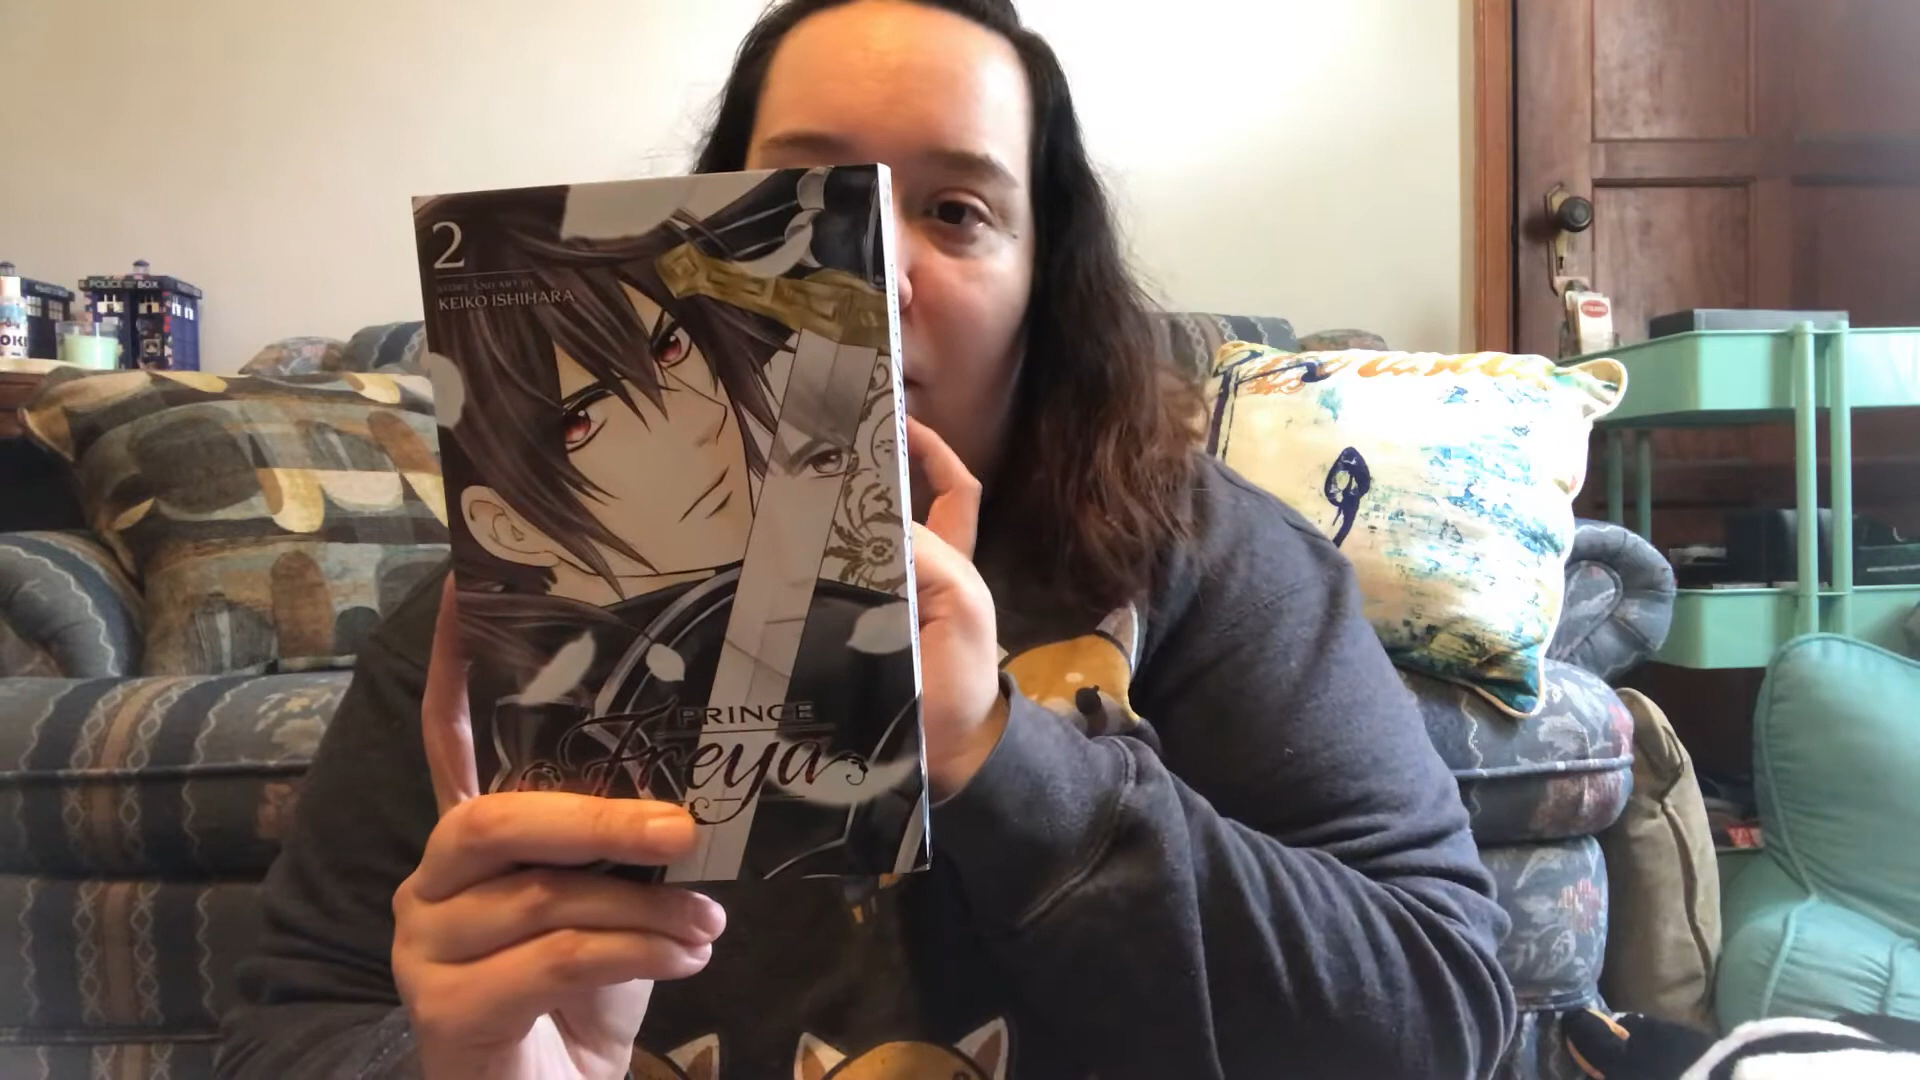 2
STORY AND ART BY
KEIKO ISHIHARA
PRINCE
Freya
POLICE BOX